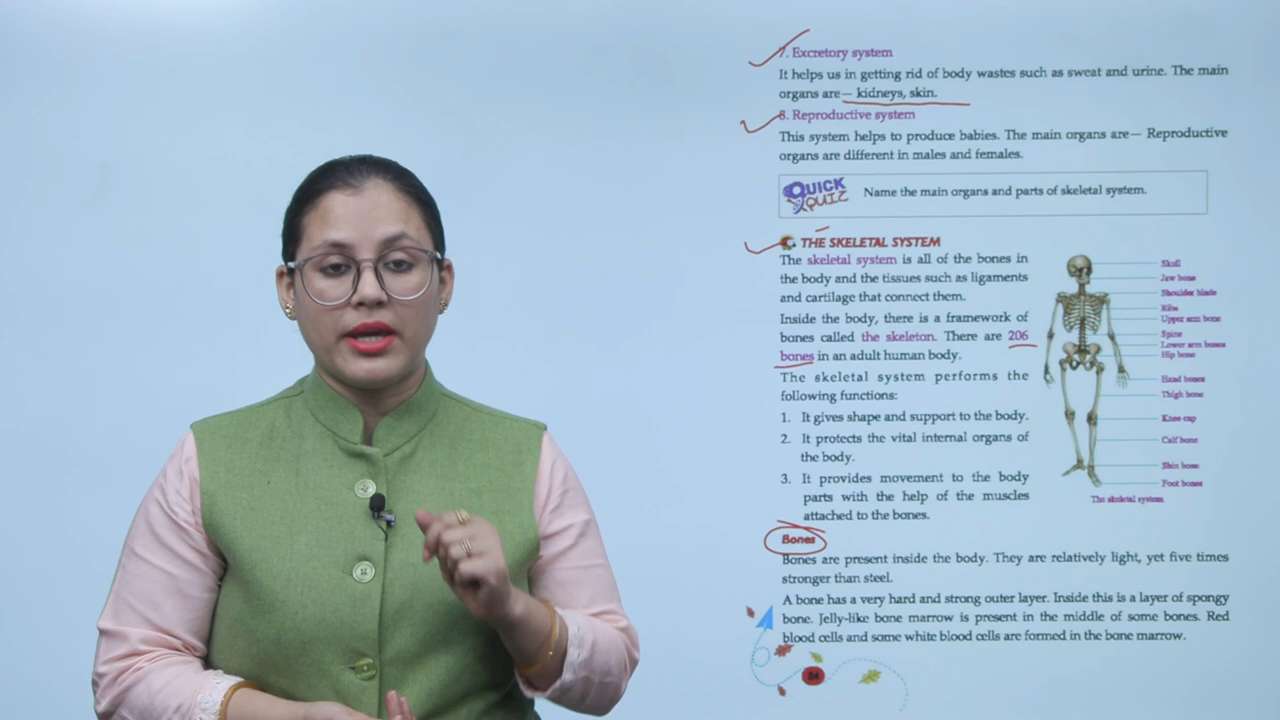 7. Excretory system
It helps us in getting rid of body wastes such as sweat and urine. The main
organs are— kidneys, skin.
8. Reproductive system
This system helps to produce babies. The main organs are— Reproductive
organs are different in males and females.
QUICK
QUIZ
Name the main organs and parts of skeletal system.
THE SKELETAL SYSTEM
The skeletal system is all of the bones in
the body and the tissues such as ligaments
and cartilage that connect them.
Inside the body, there is a framework of
bones called the skeleton. There are 206
bones in an adult human body.
The skeletal system performs the
following functions:
1. It gives shape and support to the body.
2. It protects the vital internal organs of
the body.
3. It provides movement to the body
parts with the help of the muscles
attached to the bones.
Skull
Jaw bone
Shoulder blade
Ribs
Upper arm bone
Spine
Lower arm bones
Hip bone
Hand bones
Thigh bone
Knee cap
Calf bone
Shin bone
Foot bones
The skeletal system
Bones
Bones are present inside the body. They are relatively light, yet five times
stronger than steel.
A bone has a very hard and strong outer layer. Inside this is a layer of spongy
bone. Jelly-like bone marrow is present in the middle of some bones. Red
blood cells and some white blood cells are formed in the bone marrow.
24